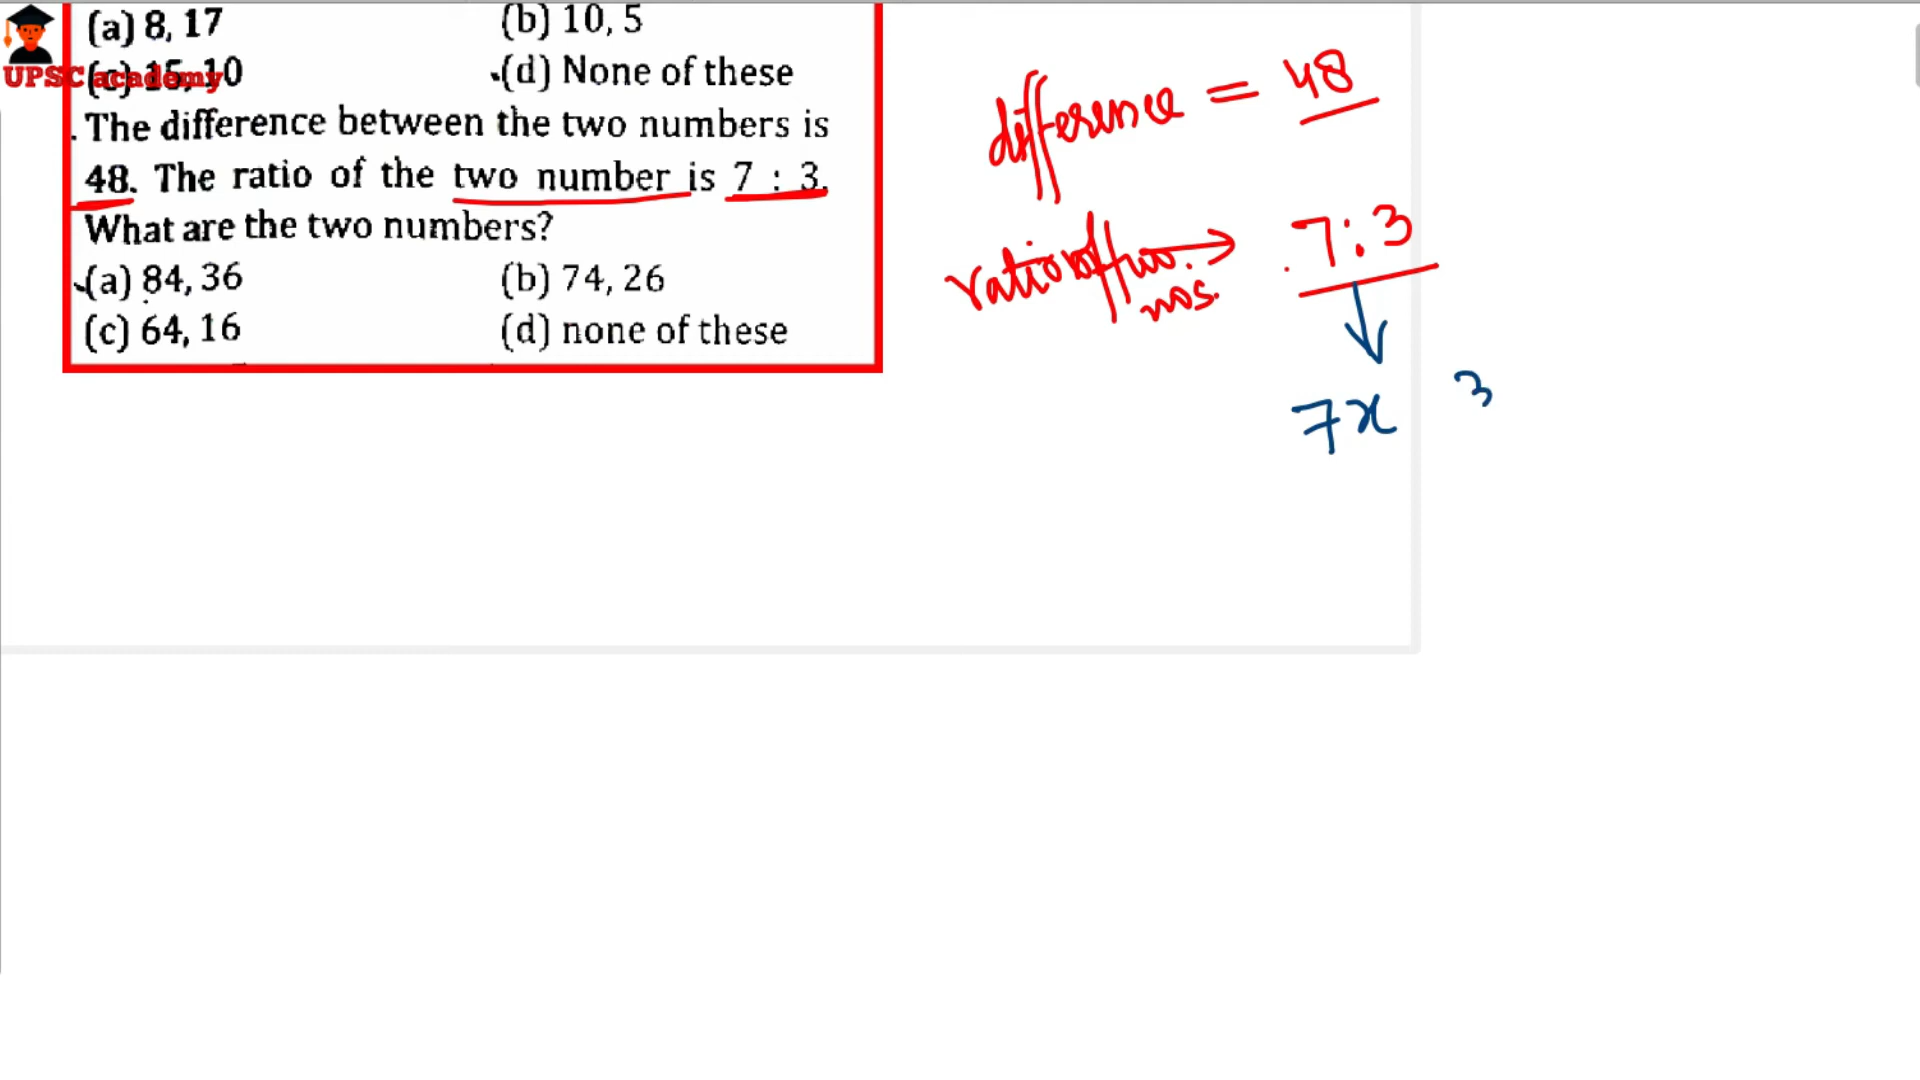 (a) 8, 17 (b) 10, 5
(c) 15, 10 (d) None of these
UPSC academy
The difference between the two numbers is
48. The ratio of the two number is 7 : 3.
What are the two numbers?
(a) 84, 36 (b) 74, 26
(c) 64, 16 (d) none of these
difference = 48
ratio of two nos. → 7:3
7x 3